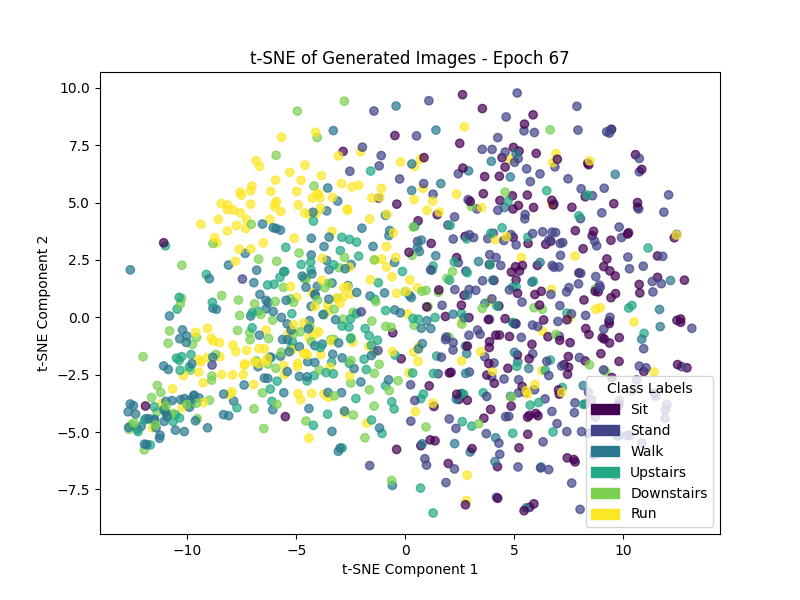 t-SNE of Generated Images - Epoch 67
t-SNE Component 2
10.0
7.5
5.0
2.5
0.0
−2.5
−5.0
−7.5
Class Labels
Sit
Stand
Walk
Upstairs
Downstairs
Run
−10
−5
0
5
10
t-SNE Component 1